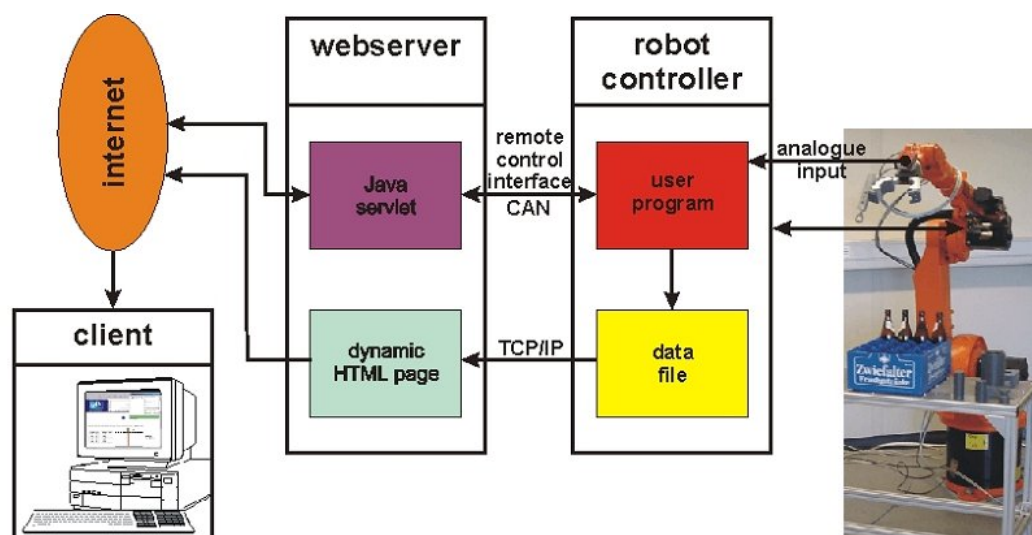 internet
client
webserver
Java
servlet
dynamic
HTML page
remote
control
interface
CAN
TCP/IP
robot
controller
user
program
data
file
analogue
input
Zwiefalter